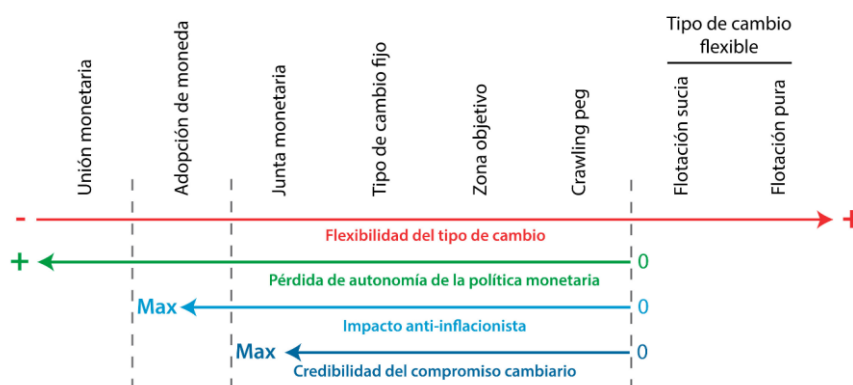 Tipo de cambio
flexible
Unión monetaria
Adopción de moneda
Junta monetaria
Tipo de cambio fijo
Zona objetivo
Crawling peg
Flotación sucia
Flotación pura
- +
Flexibilidad del tipo de cambio
+ 0
Pérdida de autonomía de la política monetaria
Max 0
Impacto anti-inflacionista
Max 0
Credibilidad del compromiso cambiario